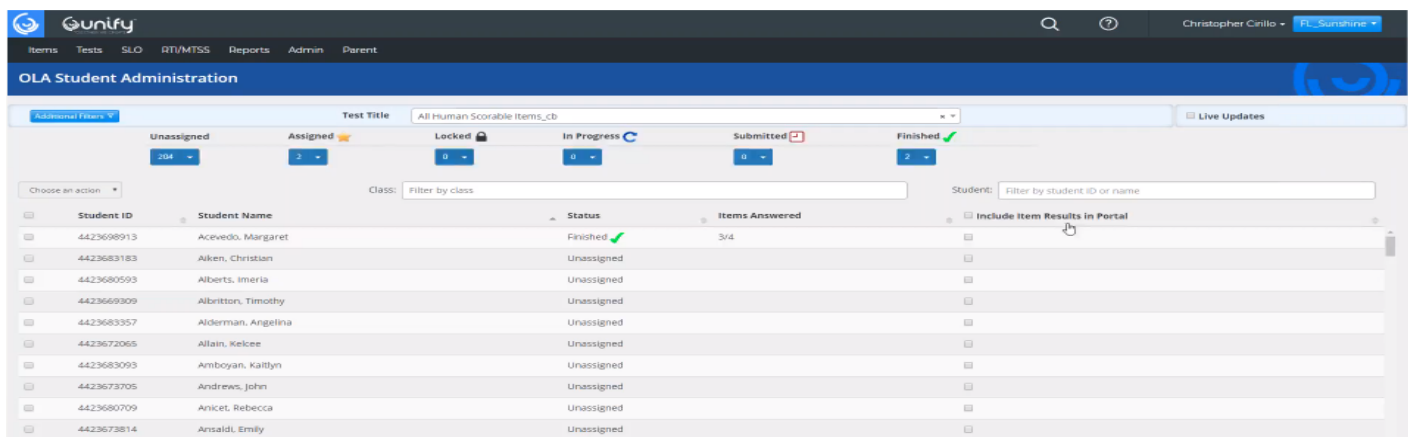 unify
Christopher Cirillo
FL_Sunshine
Items Tests SLO RTI/MTSS Reports Admin Parent
OLA Student Administration
Additional Filters
Test Title
All Human Scorable Items_cb
Live Updates
Unassigned Assigned Locked In Progress Submitted Finished
204 2 0 0 0 2
Choose an action
Class: Filter by class
Student: Filter by student ID or name
Student ID Student Name Status Items Answered Include Item Results in Portal
4423698913 Acevedo, Margaret Finished 3/4
4423683183 Aiken, Christian Unassigned
4423680593 Alberts, Imeria Unassigned
4423669309 Albritton, Timothy Unassigned
4423683357 Alderman, Angelina Unassigned
4423672065 Allain, Kelcee Unassigned
4423683093 Amboyan, Kaitlyn Unassigned
4423673705 Andrews, John Unassigned
4423680709 Anicet, Rebecca Unassigned
4423673814 Ansaldi, Emily Unassigned